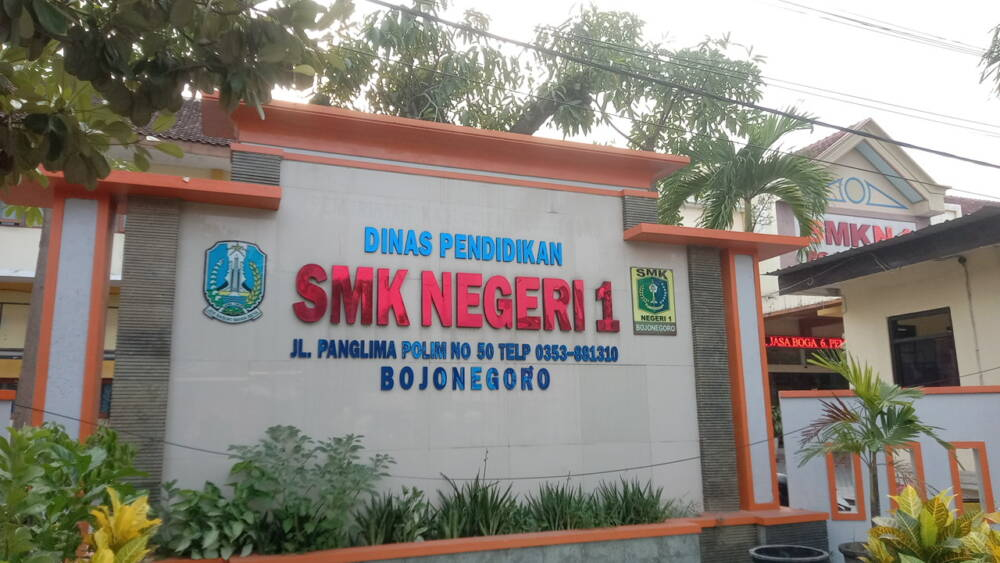 DINAS PENDIDIKAN
SMK NEGERI 1
JL. PANGLIMA POLIM NO 50 TELP 0353-881310
BOJONEGORO
SMK
NEGERI 1
BOJONEGORO
SMKN
JASA BOGA 6.